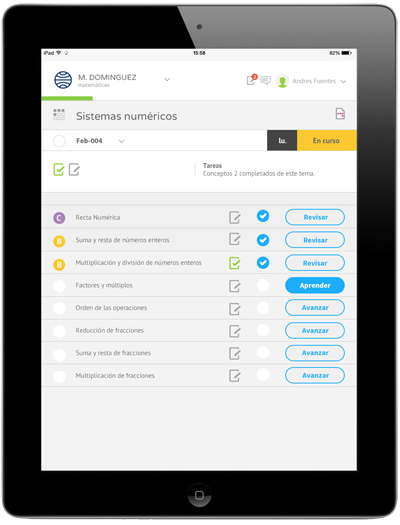 iPad 15:58 82%
M. DOMINGUEZ
matemáticas
3
Andres Fuentes
Sistemas numéricos
Feb-004 lu. En curso
Tareas
Conceptos 2 completados de este tema.
C Recta Numérica Revisar
B Suma y resta de números enteros Revisar
B Multiplicación y división de números enteros Revisar
Factores y múltiplos Aprender
Orden de las operaciones Avanzar
Reducción de fracciones Avanzar
Suma y resta de fracciones Avanzar
Multiplicación de fracciones Avanzar